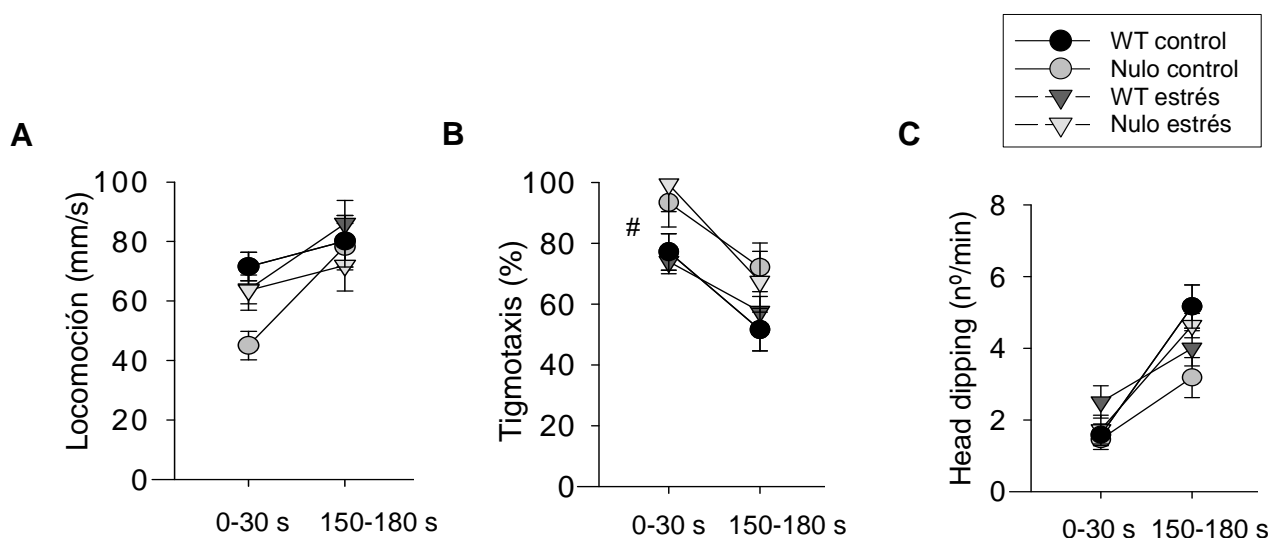 WT control
Nulo control
WT estrés
Nulo estrés
A
B
C
Locomoción (mm/s)
100
80
60
40
20
0
0-30 s 150-180 s
Tigmotaxis (%)
100
80
60
40
20
0
#
0-30 s 150-180 s
Head dipping (nº/min)
8
6
4
2
0
0-30 s 150-180 s